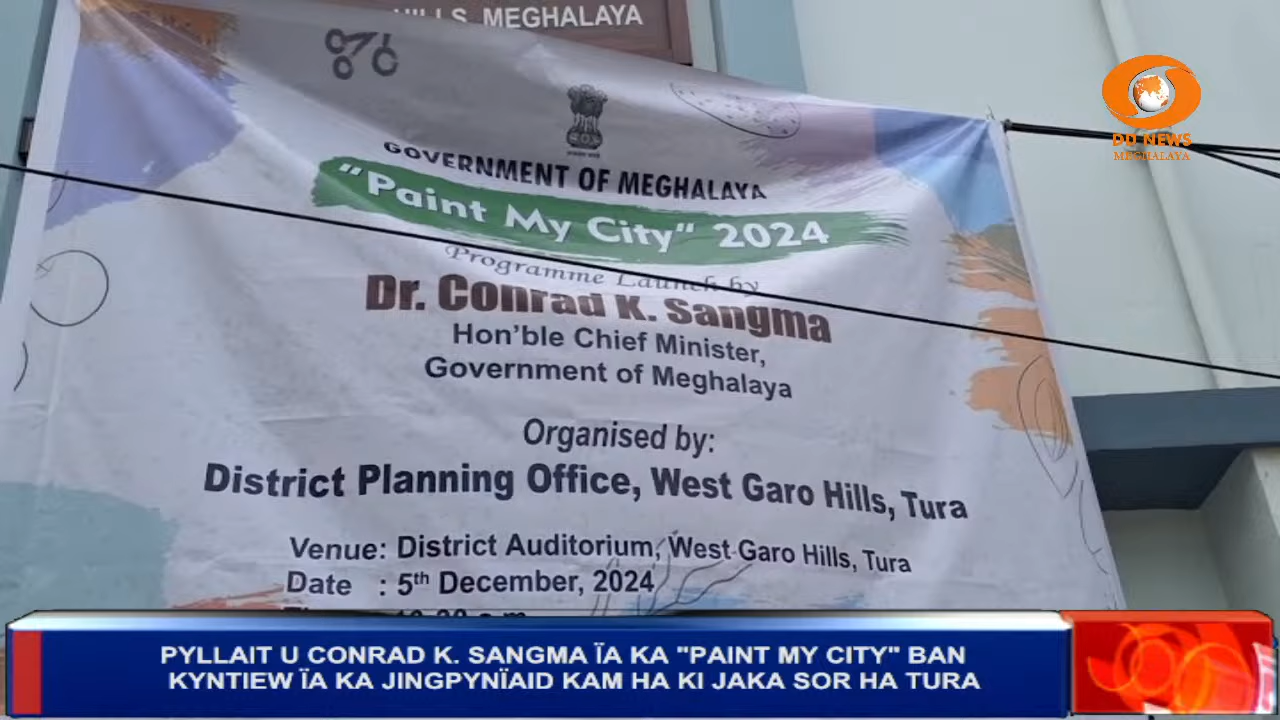 HILLS, MEGHALAYA
DD NEWS
MEGHALAYA
GOVERNMENT OF MEGHALAYA
"Paint My City" 2024
Programme Launch by
Dr. Conrad K. Sangma
Hon'ble Chief Minister,
Government of Meghalaya
Organised by:
District Planning Office, West Garo Hills, Tura
Venue: District Auditorium, West Garo Hills, Tura
Date : 5th December, 2024
PYLLAIT U CONRAD K. SANGMA ÏA KA "PAINT MY CITY" BAN
KYNTIEW ÏA KA JINGPYNÏAID KAM HA KI JAKA SOR HA TURA